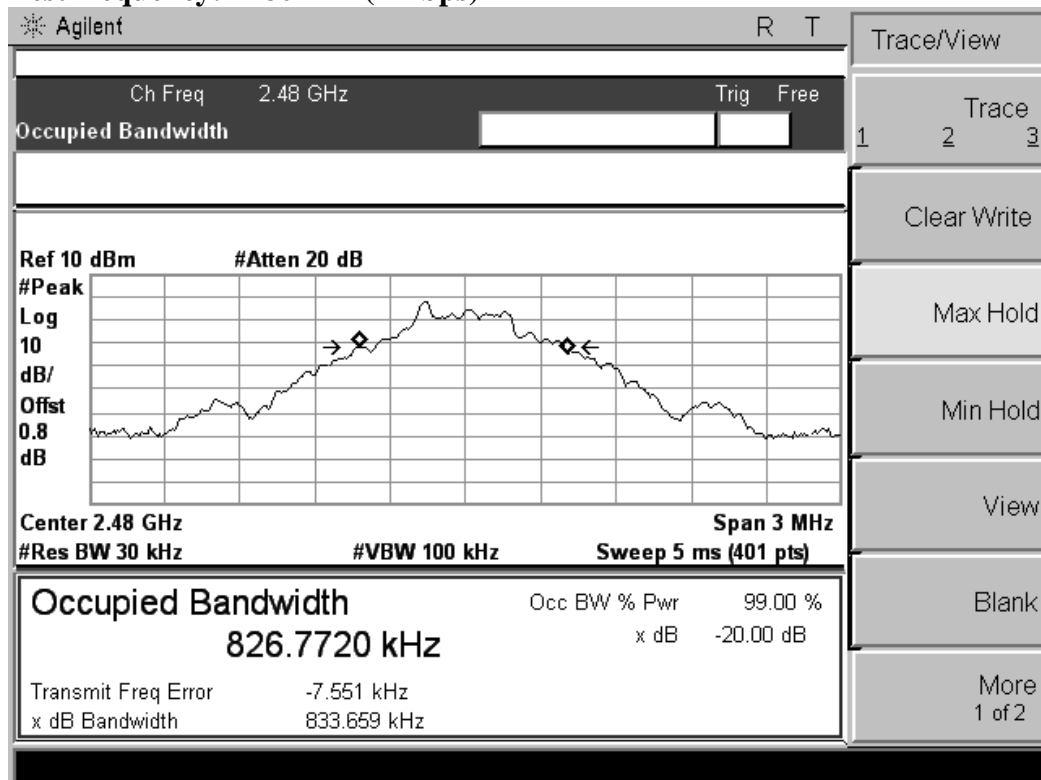 Agilent R T
Trace/View
Ch Freq 2.48 GHz Trig Free
Occupied Bandwidth
Trace
1 2 3
Clear Write
Max Hold
Min Hold
View
Blank
More
1 of 2
Ref 10 dBm #Atten 20 dB
#Peak
Log
10
dB/
Offst
0.8
dB
Center 2.48 GHz Span 3 MHz
#Res BW 30 kHz #VBW 100 kHz Sweep 5 ms (401 pts)
Occupied Bandwidth Occ BW % Pwr 99.00 %
826.7720 kHz x dB -20.00 dB
Transmit Freq Error -7.551 kHz
x dB Bandwidth 833.659 kHz